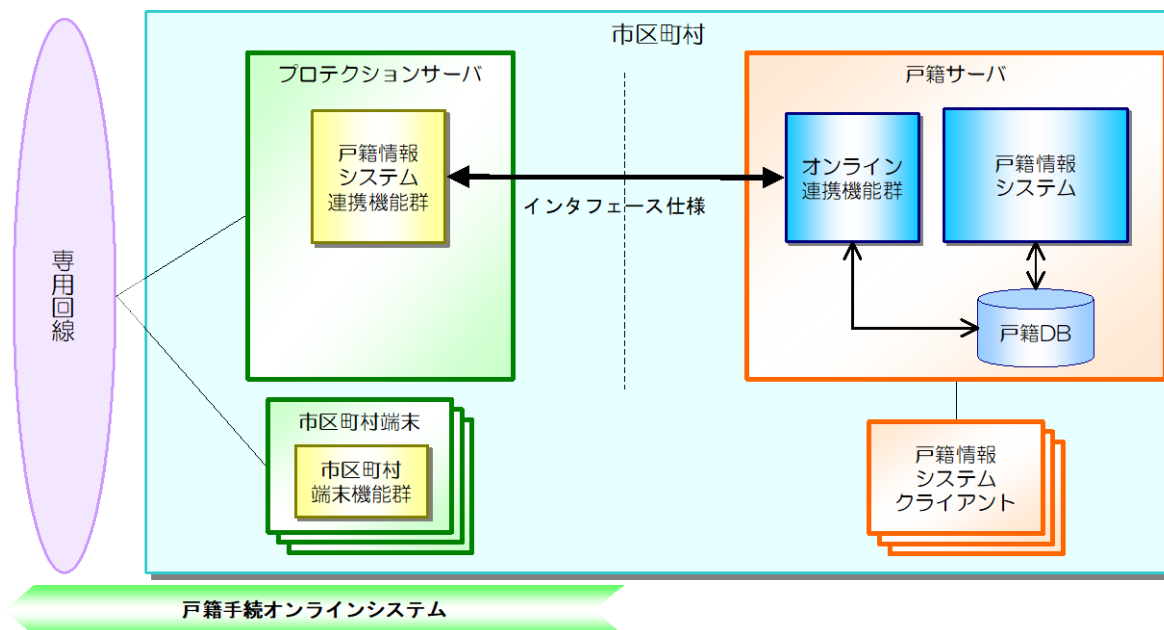 市区町村
プロテクションサーバ
戸籍情報
システム
連携機能群
インタフェース仕様
戸籍サーバ
オンライン
連携機能群
戸籍情報
システム
戸籍DB
専用回線
市区町村端末
市区町村
端末機能群
戸籍情報
システム
クライアント
戸籍手続オンラインシステム